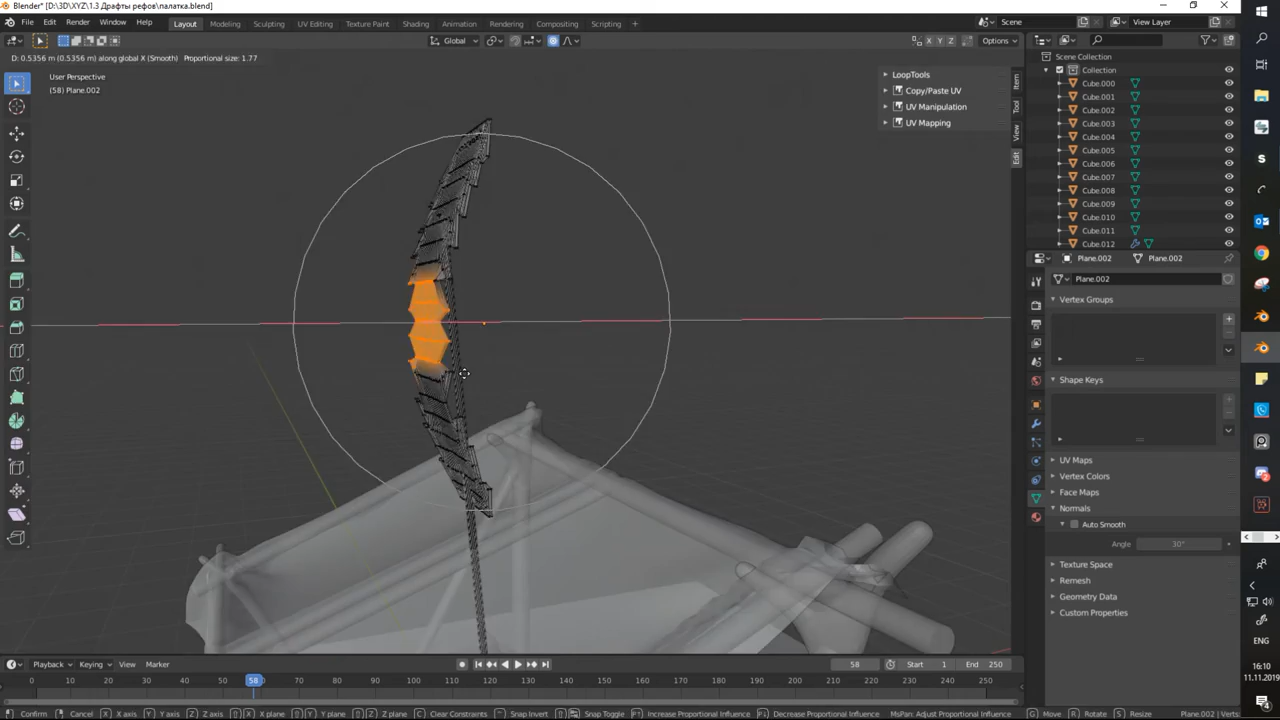 Blender* [D:\3D\XYZ\1.3 Драфты рефов\палатка.blend]
File Edit Render Window Help
Layout Modeling Sculpting UV Editing Texture Paint Shading Animation Rendering Compositing Scripting +
Scene
View Layer
Global
X Y Z
Options
D: 0.5356 m (0.5356 m) along global X (Smooth) Proportional size: 1.77
User Perspective
(58) Plane.002
LoopTools
Copy/Paste UV
UV Manipulation
UV Mapping
Item
Tool
View
Edit
Scene Collection
Collection
Cube.000
Cube.001
Cube.002
Cube.003
Cube.004
Cube.005
Cube.006
Cube.007
Cube.008
Cube.009
Cube.010
Cube.011
Cube.012
Plane.002 Plane.002
Plane.002
Vertex Groups
Shape Keys
UV Maps
Vertex Colors
Face Maps
Normals
Auto Smooth
Angle 30°
Texture Space
Remesh
Geometry Data
Custom Properties
Playback Keying View Marker
58 Start 1 End 250
0 10 20 30 40 50 58 70 80 90 100 110 120 130 140 150 160 170 180 190 200 210 220 230 240 250
Confirm Cancel X axis Y axis Z axis X plane Y plane Z plane Clear Constraints Snap Invert Snap Toggle Increase Proportional Influence Decrease Proportional Influence MsPan: Adjust Proportional Influence Move Rotate Resize
Plane.002 | Verts:
ENG
16:10
11.11.2019